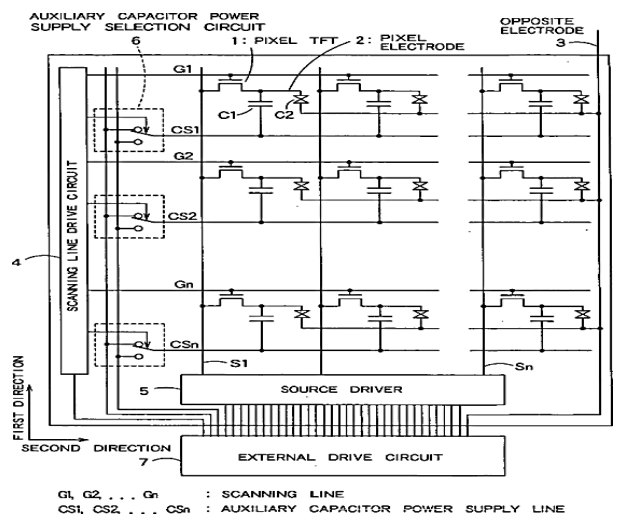 AUXILIARY CAPACITOR POWER
SUPPLY SELECTION CIRCUIT
6
1: PIXEL TFT
2: PIXEL
ELECTRODE
OPPOSITE
ELECTRODE
3
G1
C1
C2
CS1
G2
CS2
SCANNING LINE DRIVE CIRCUIT
4
Gn
CSn
S1
Sn
5
SOURCE DRIVER
FIRST DIRECTION
SECOND DIRECTION
7
EXTERNAL DRIVE CIRCUIT
G1, G2, . . . Gn : SCANNING LINE
CS1, CS2, . . . CSn : AUXILIARY CAPACITOR POWER SUPPLY LINE